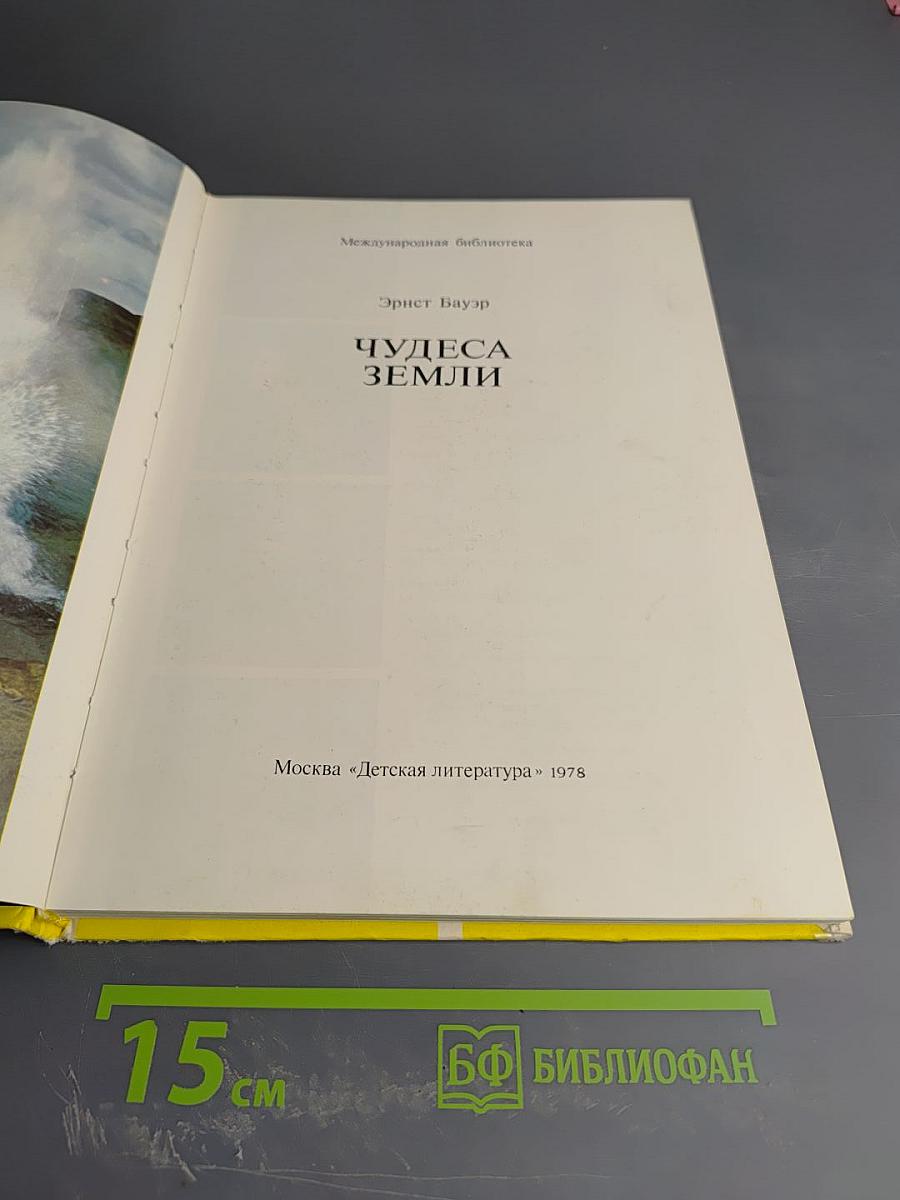 Международная библиотека
Эрнст Бауэр
ЧУДЕСА
ЗЕМЛИ
Москва «Детская литература» 1978
15 см
БФ БИБЛИОФАН